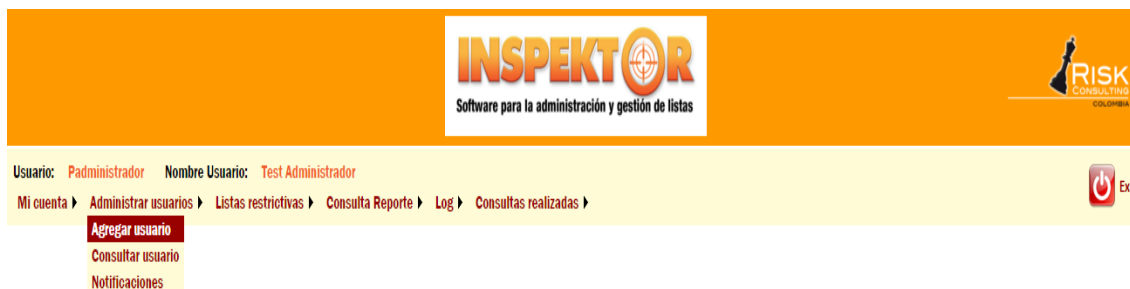 INSPEKTOR
Software para la administración y gestión de listas
RISK
CONSULTING
COLOMBIA
Usuario: Padministrador Nombre Usuario: Test Administrador
Ex
Mi cuenta Administrar usuarios Listas restrictivas Consulta Reporte Log Consultas realizadas
Agregar usuario
Consultar usuario
Notificaciones